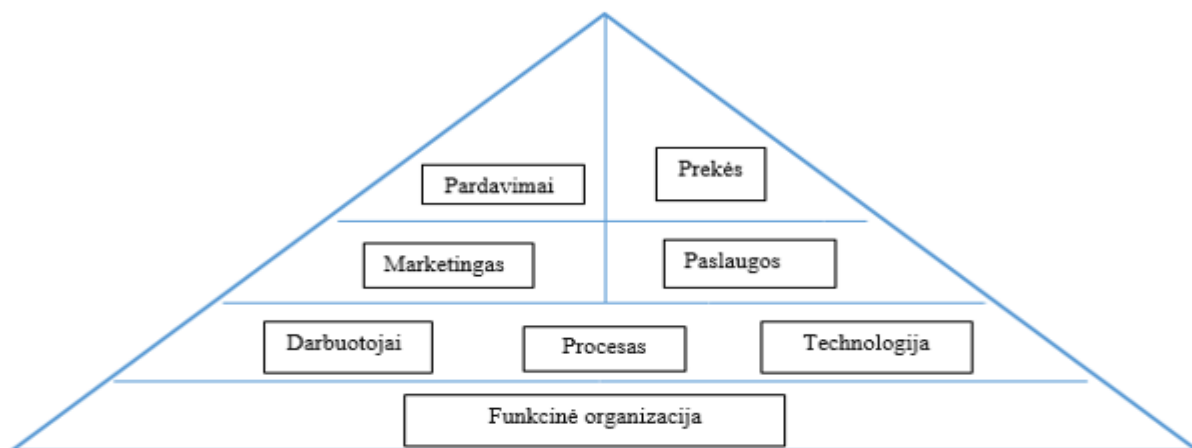 Pardavimai
Prekės
Marketingas
Paslaugos
Darbuotojai
Procesas
Technologija
Funkcinė organizacija